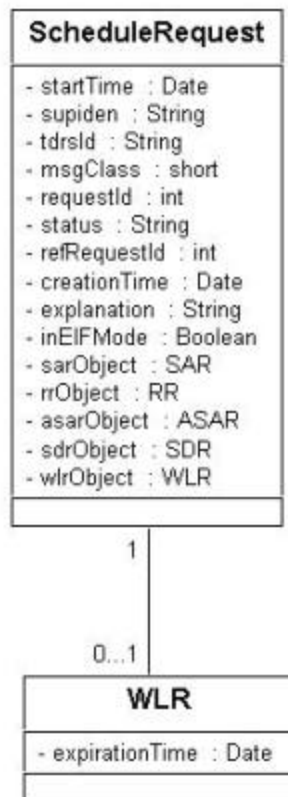 ScheduleRequest
- startTime : Date
- supiden : String
- tdrsId : String
- msgClass : short
- requestId : int
- status : String
- refRequestId : int
- creationTime : Date
- explanation : String
- inEIFMode : Boolean
- sarObject : SAR
- rrObject : RR
- asarObject : ASAR
- sdrObject : SDR
- wlrObject : WLR
1
0...1
WLR
- expirationTime : Date